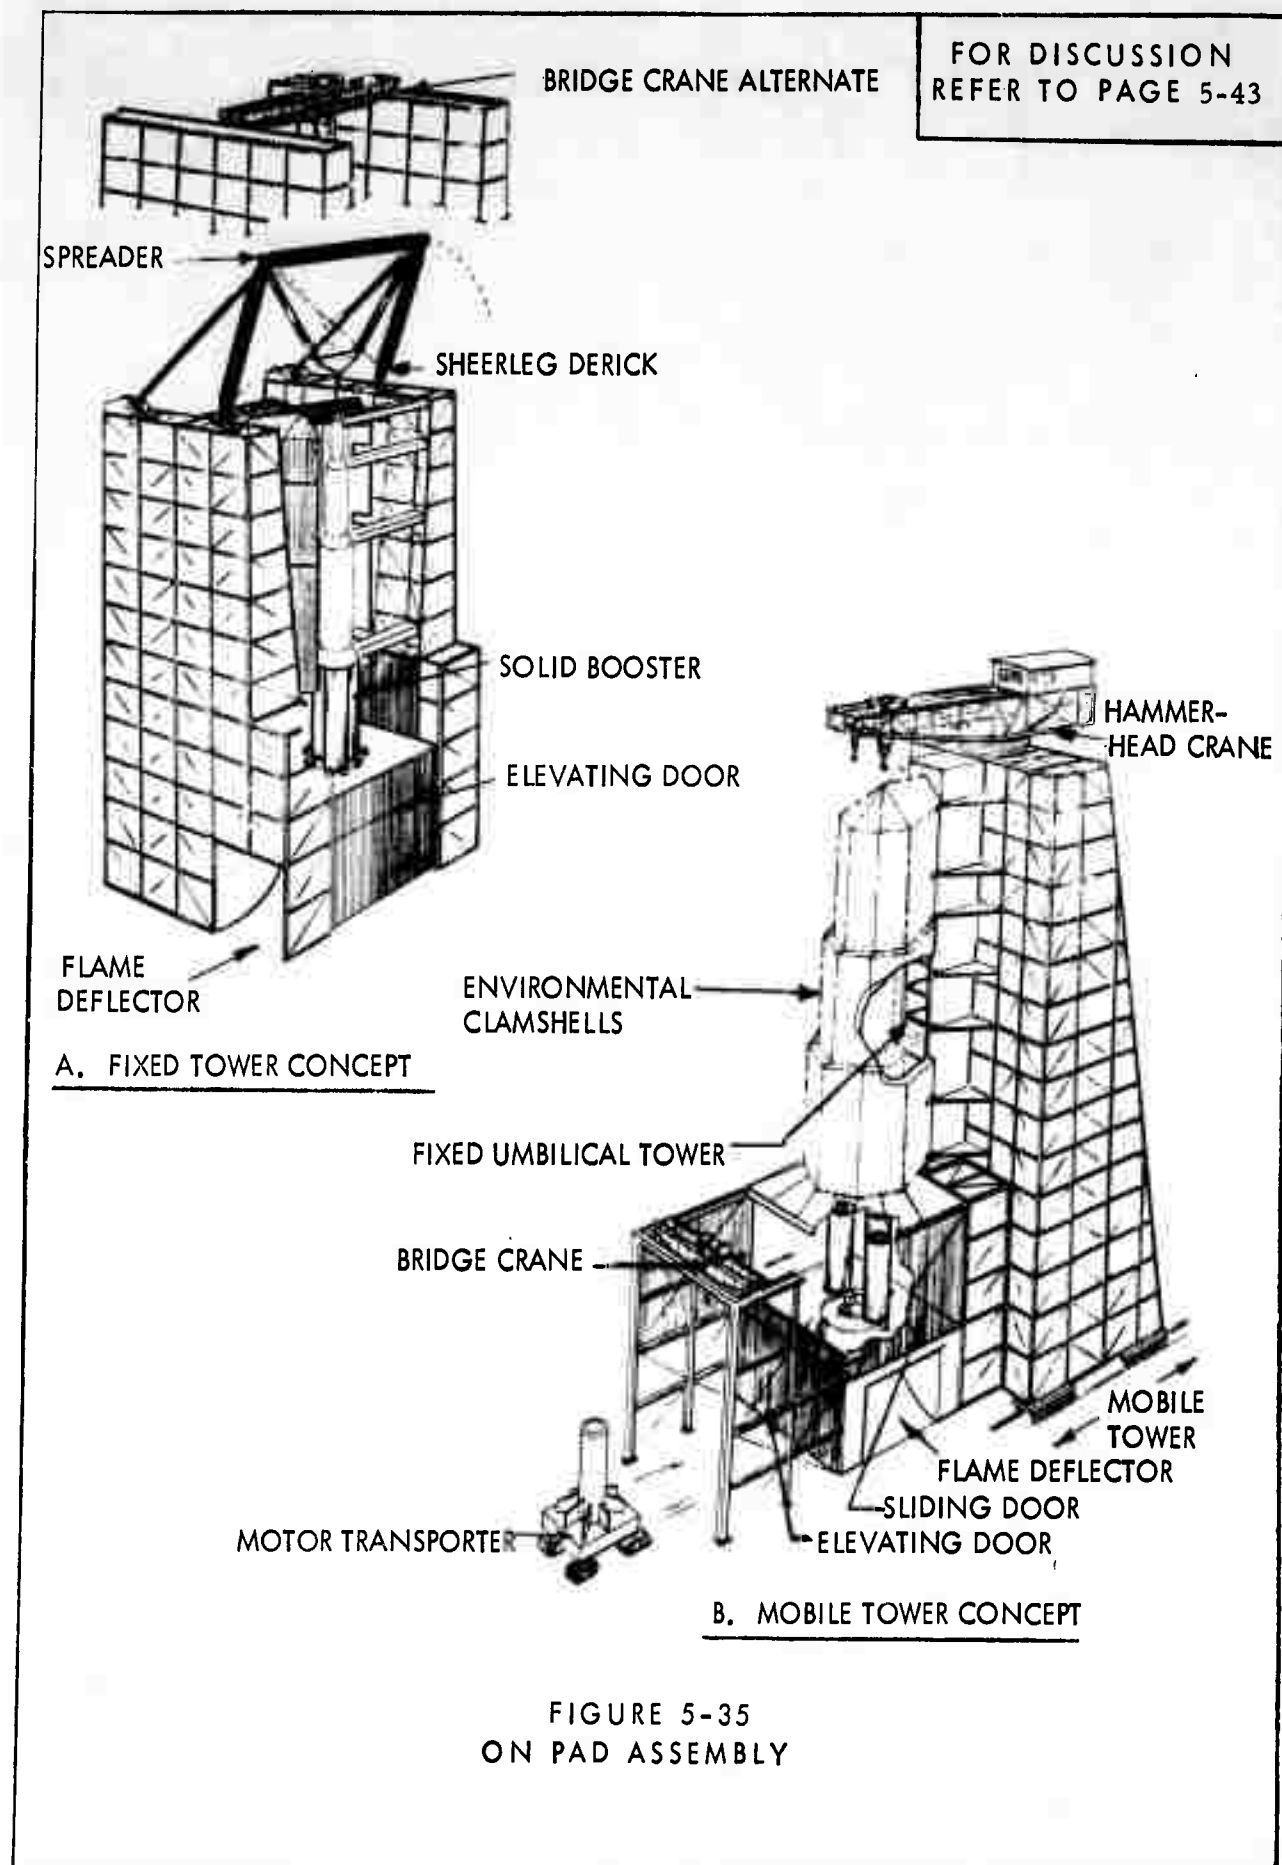 FOR DISCUSSION
REFER TO PAGE 5-43
BRIDGE CRANE ALTERNATE
SPREADER
SHEERLEG DERICK
SOLID BOOSTER
ELEVATING DOOR
FLAME
DEFLECTOR
A. FIXED TOWER CONCEPT
HAMMER-
HEAD CRANE
ENVIRONMENTAL
CLAMSHELLS
FIXED UMBILICAL TOWER
BRIDGE CRANE
MOBILE
TOWER
FLAME DEFLECTOR
SLIDING DOOR
ELEVATING DOOR
MOTOR TRANSPORTER
B. MOBILE TOWER CONCEPT
FIGURE 5-35
ON PAD ASSEMBLY